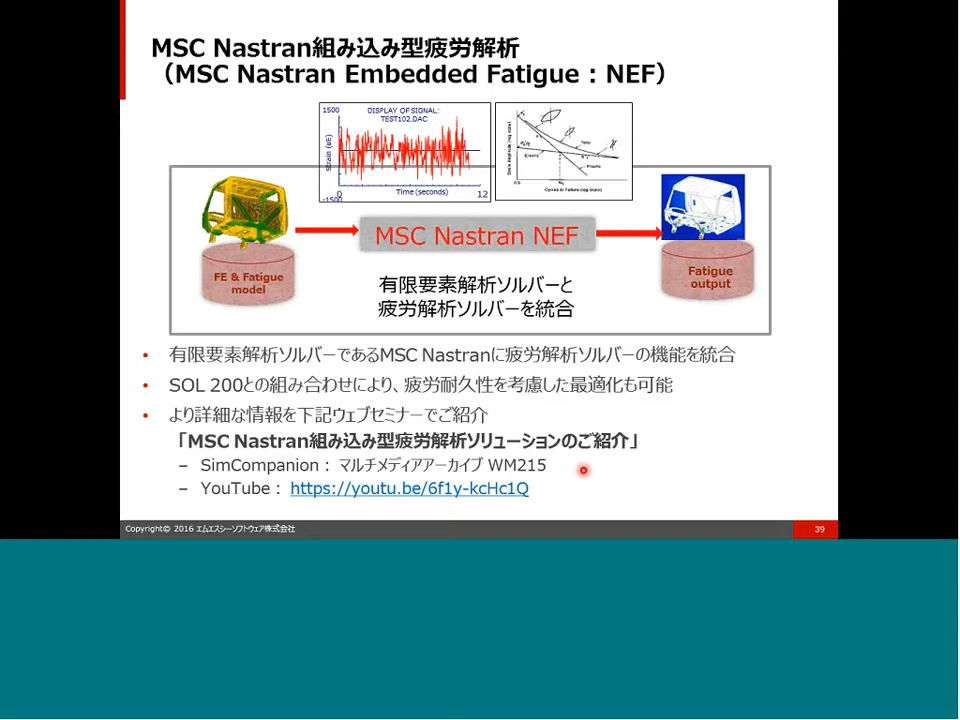 MSC Nastran組み込み型疲労解析
（MSC Nastran Embedded Fatigue : NEF）
1500
DISPLAY OF SIGNAL:
TEST102.DAC
Strain (uE)
0
Time (seconds)
12
-1500
Cycles to Failure (log scale)
FE & Fatigue
model
MSC Nastran NEF
Fatigue
output
有限要素解析ソルバーと
疲労解析ソルバーを統合
• 有限要素解析ソルバーであるMSC Nastranに疲労解析ソルバーの機能を統合
• SOL 200との組み合わせにより、疲労耐久性を考慮した最適化も可能
• より詳細な情報を下記ウェブセミナーでご紹介
「MSC Nastran組み込み型疲労解析ソリューションのご紹介」
– SimCompanion : マルチメディアアーカイブ WM215
– YouTube : https://youtu.be/6f1y-kcHc1Q
Copyright© 2016 エムエスシーソフトウェア株式会社
39